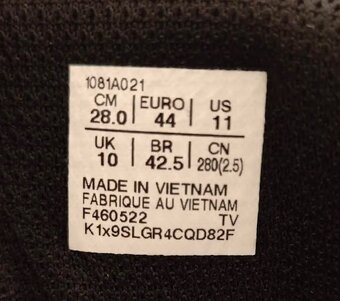 1081A021
CM | EURO | US
28.0 | 44 | 11
UK | BR | CN
10 | 42.5 | 280(2.5)
MADE IN VIETNAM
FABRIQUE AU VIETNAM
F460522 TV
K1x9SLGR4CQD82F